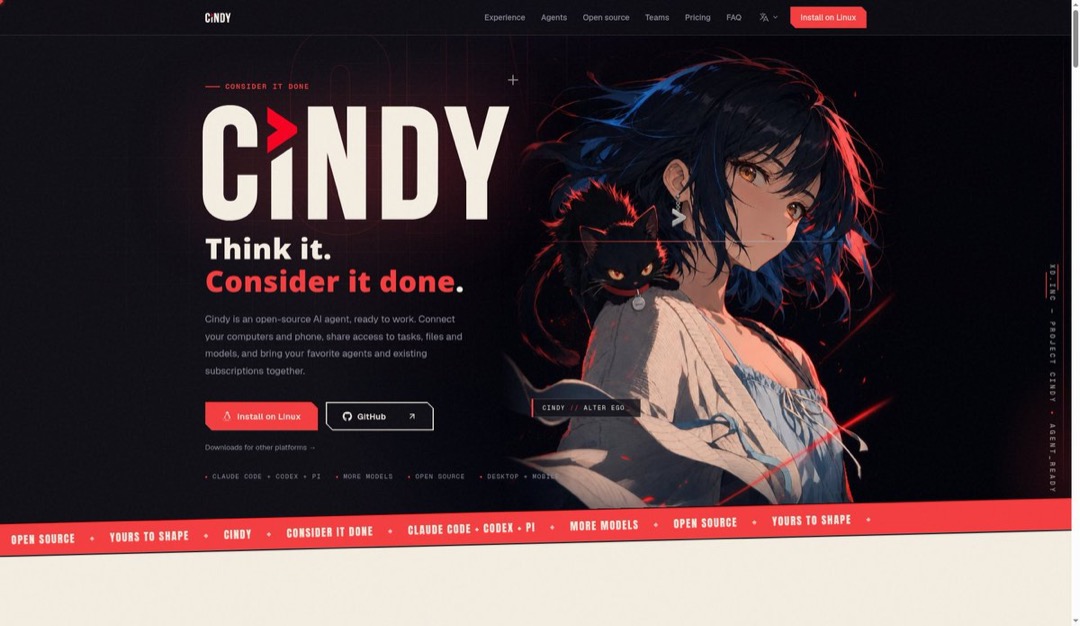 CiNDY
Experience Agents Open source Teams Pricing FAQ
Install on Linux
CONSIDER IT DONE
CiNDY
Think it.
Consider it done.
Cindy is an open-source AI agent, ready to work. Connect
your computers and phone, share access to tasks, files and
models, and bring your favorite agents and existing
subscriptions together.
Install on Linux
GitHub
Downloads for other platforms →
CLAUDE CODE + CODEX + PI
MORE MODELS
OPEN SOURCE
DESKTOP + MOBILE
CINDY // ALTER EGO
XD.INC — PROJECT CINDY • AGENT_READY
OPEN SOURCE YOURS TO SHAPE CINDY CONSIDER IT DONE CLAUDE CODE + CODEX + PI MORE MODELS OPEN SOURCE YOURS TO SHAPE